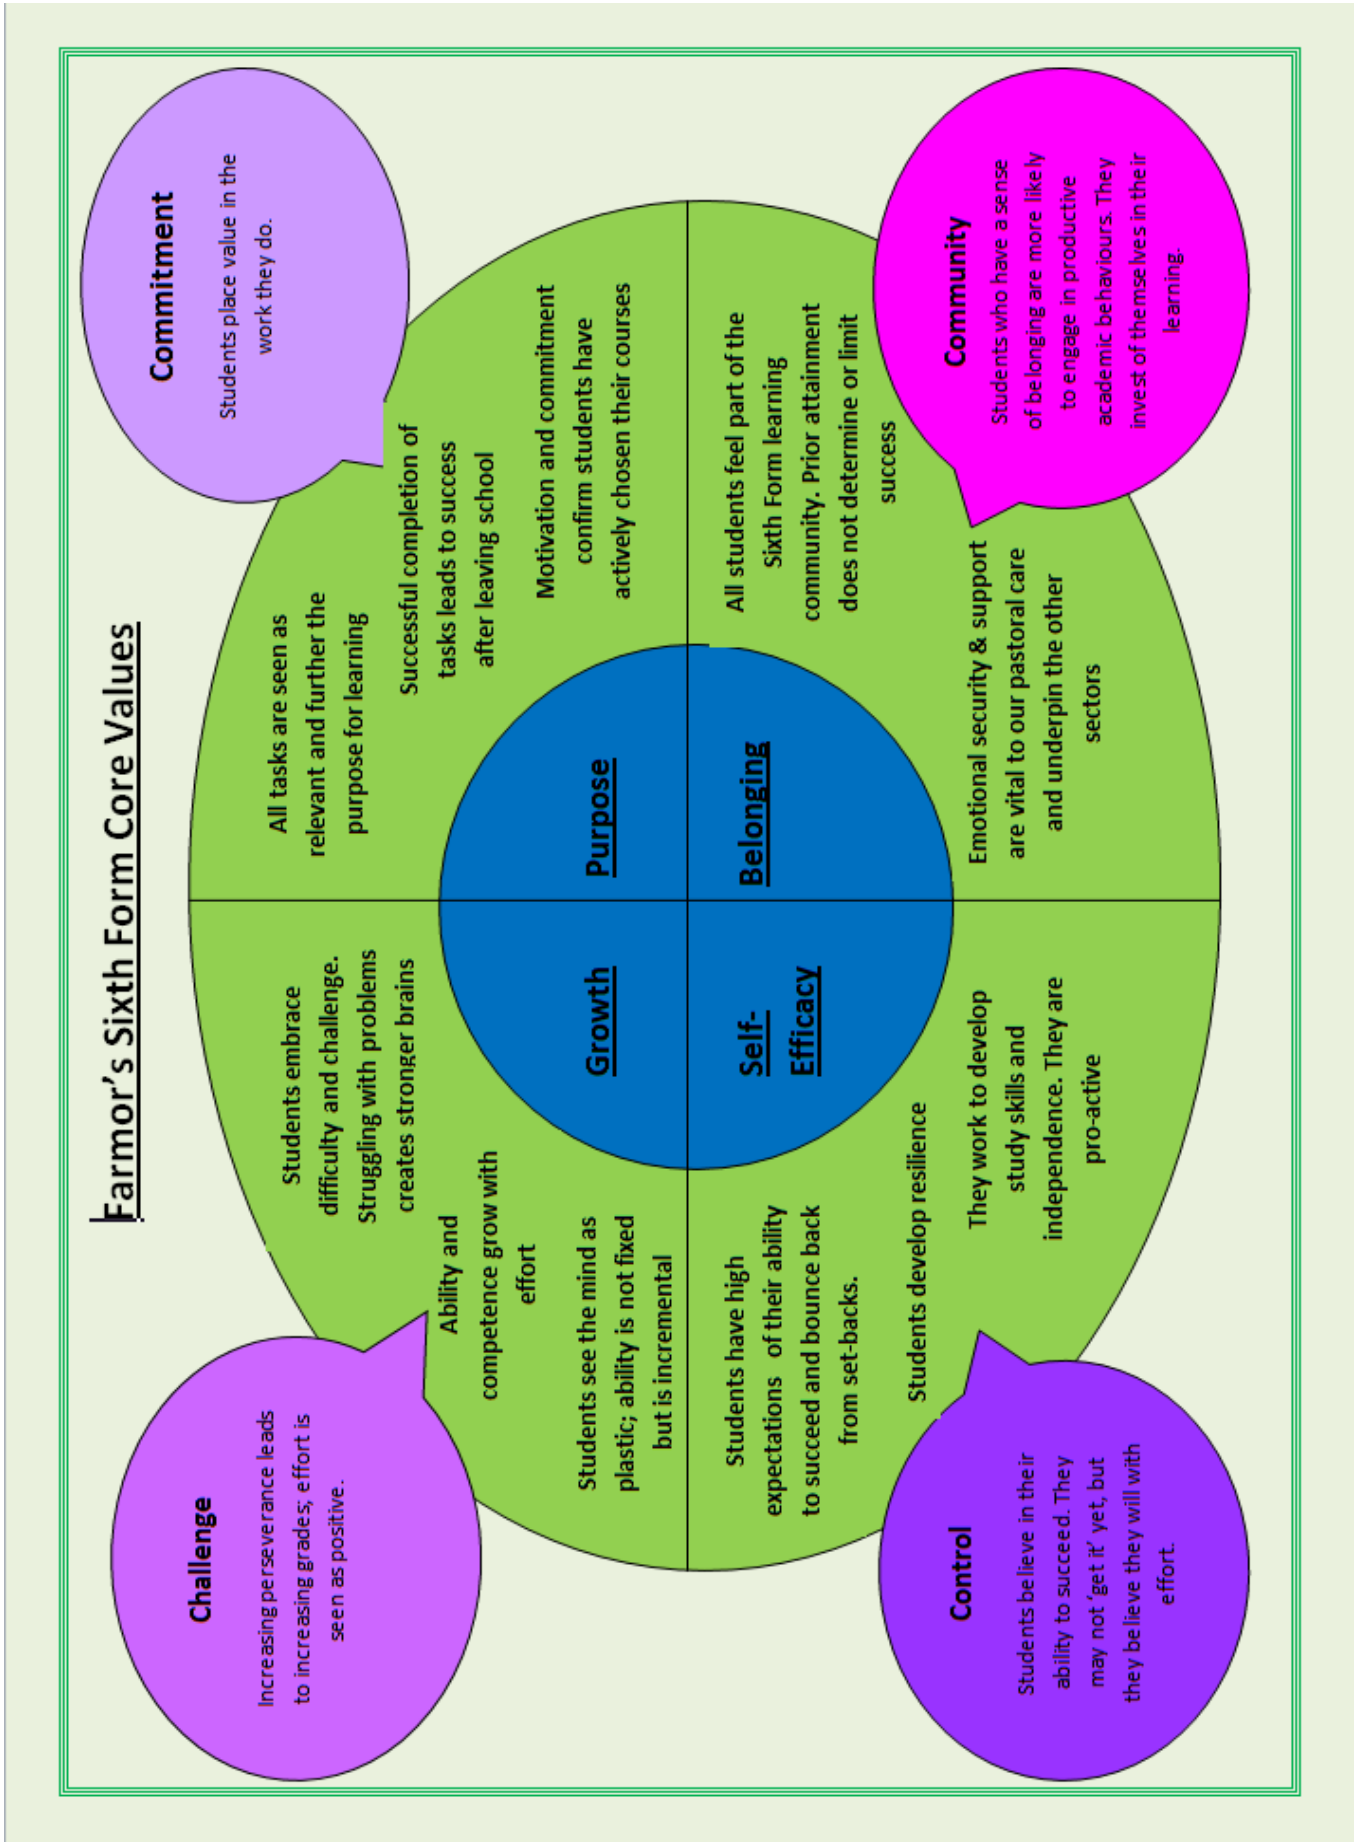 Farmor's Sixth Form Core Values
Challenge
Increasing perseverance leads
to increasing grades; effort is
seen as positive.
Commitment
Students place value in the
work they do.
Students embrace
difficulty and challenge.
Struggling with problems
creates stronger brains
Ability and
competence grow with
effort
Students see the mind as
plastic; ability is not fixed
but is incremental
All tasks are seen as
relevant and further the
purpose for learning
Successful completion of
tasks leads to success
after leaving school
Motivation and commitment
confirm students have
actively chosen their courses
Growth
Purpose
Self-
Efficacy
Belonging
Students have high
expectations of their ability
to succeed and bounce back
from set-backs.
Students develop resilience
They work to develop
study skills and
independence. They are
pro-active
All students feel part of the
Sixth Form learning
community. Prior attainment
does not determine or limit
success
Emotional security & support
are vital to our pastoral care
and underpin the other
sectors
Control
Students believe in their
ability to succeed. They
may not 'get it' yet, but
they believe they will with
effort.
Community
Students who have a sense
of belonging are more likely
to engage in productive
academic behaviours. They
invest of themselves in their
learning.